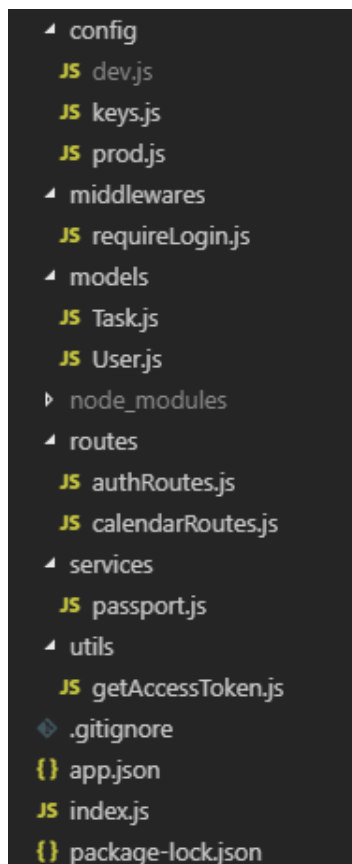 config
JS dev.js
JS keys.js
JS prod.js
middlewares
JS requireLogin.js
models
JS Task.js
JS User.js
node_modules
routes
JS authRoutes.js
JS calendarRoutes.js
services
JS passport.js
utils
JS getAccessToken.js
.gitignore
{} app.json
JS index.js
{} package-lock.json